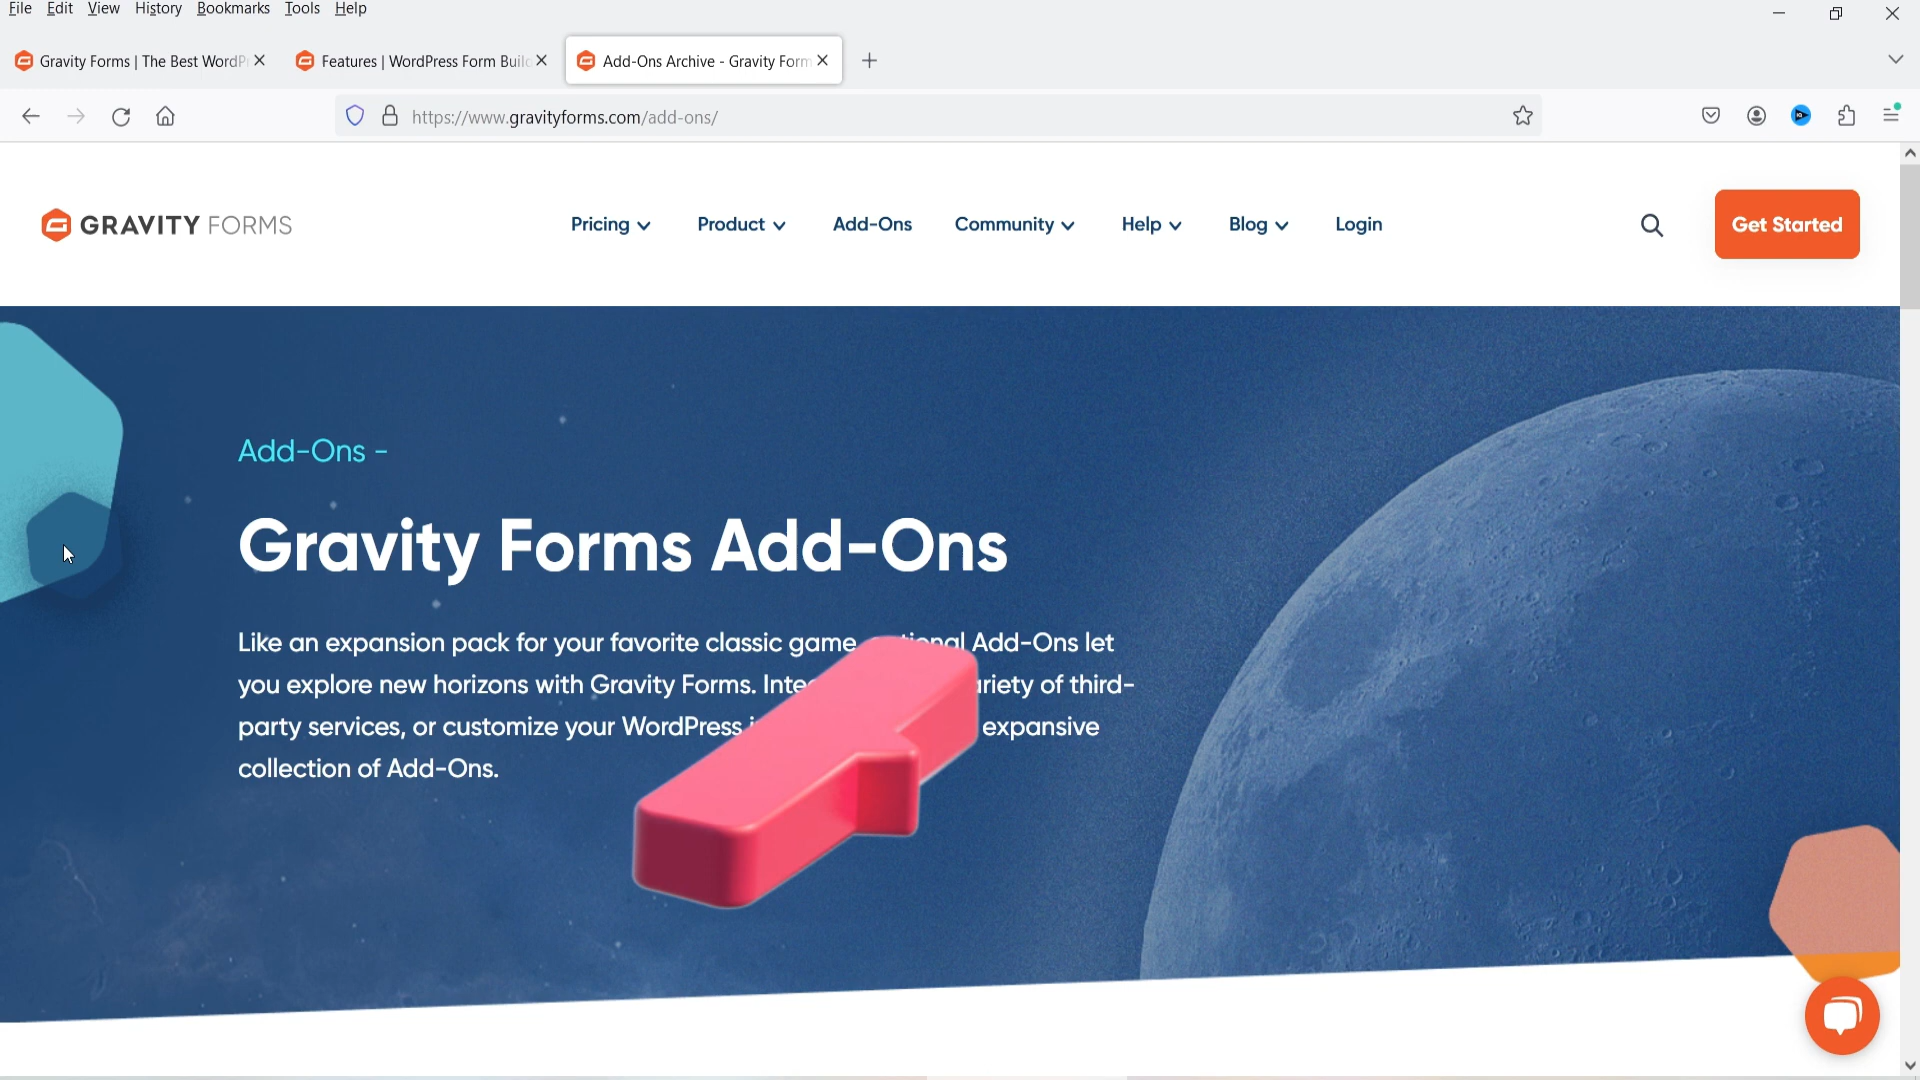 File Edit View History Bookmarks Tools Help
Gravity Forms | The Best WordP
Features | WordPress Form Buil
Add-Ons Archive - Gravity Form
https://www.gravityforms.com/add-ons/
GRAVITY FORMS
Pricing Product Add-Ons Community Help Blog Login
Get Started
Add-Ons -
Gravity Forms Add-Ons
Like an expansion pack for your favorite classic game, Add-Ons let
you explore new horizons with Gravity Forms. of third-
party services, or customize your WordPress expansive
collection of Add-Ons.